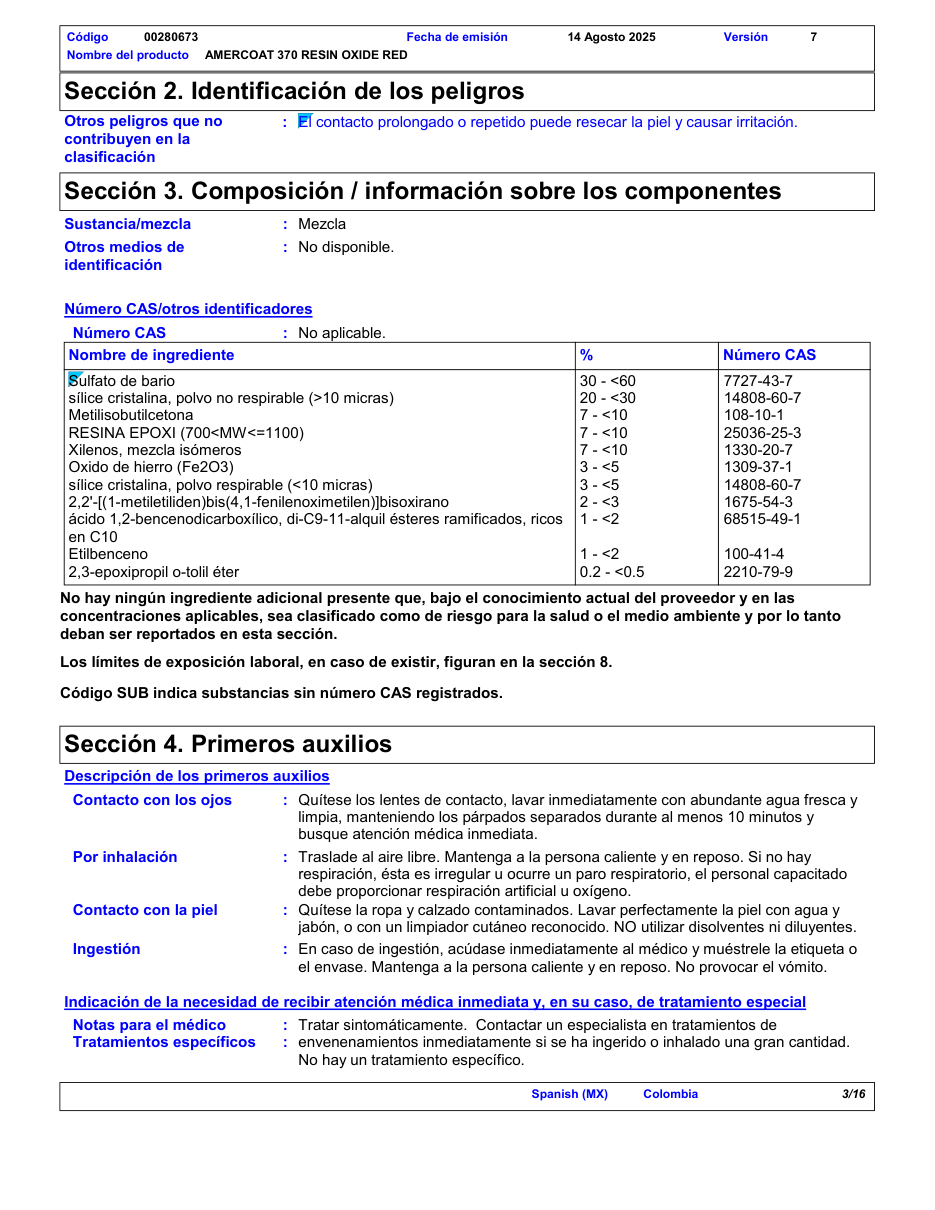 Código 00280673 Fecha de emisión 14 Agosto 2025 Versión 7
Nombre del producto AMERCOAT 370 RESIN OXIDE RED
Sección 2. Identificación de los peligros
Otros peligros que no : El contacto prolongado o repetido puede resecar la piel y causar irritación.
contribuyen en la
clasificación
Sección 3. Composición / información sobre los componentes
Sustancia/mezcla : Mezcla
Otros medios de : No disponible.
identificación
Número CAS/otros identificadores
Número CAS : No aplicable.
Nombre de ingrediente % Número CAS
Sulfato de bario 30 - <60 7727-43-7
sílice cristalina, polvo no respirable (>10 micras) 20 - <30 14808-60-7
Metilisobutilcetona 7 - <10 108-10-1
RESINA EPOXI (700<MW<=1100) 7 - <10 25036-25-3
Xilenos, mezcla isómeros 7 - <10 1330-20-7
Oxido de hierro (Fe2O3) 3 - <5 1309-37-1
sílice cristalina, polvo respirable (<10 micras) 3 - <5 14808-60-7
2,2'-[(1-metiletiliden)bis(4,1-fenilenoximetilen)]bisoxirano 2 - <3 1675-54-3
ácido 1,2-bencenodicarboxílico, di-C9-11-alquil ésteres ramificados, ricos 1 - <2 68515-49-1
en C10
Etilbenceno 1 - <2 100-41-4
2,3-epoxipropil o-tolil éter 0.2 - <0.5 2210-79-9
No hay ningún ingrediente adicional presente que, bajo el conocimiento actual del proveedor y en las
concentraciones aplicables, sea clasificado como de riesgo para la salud o el medio ambiente y por lo tanto
deban ser reportados en esta sección.
Los límites de exposición laboral, en caso de existir, figuran en la sección 8.
Código SUB indica substancias sin número CAS registrados.
Sección 4. Primeros auxilios
Descripción de los primeros auxilios
Contacto con los ojos : Quítese los lentes de contacto, lavar inmediatamente con abundante agua fresca y
limpia, manteniendo los párpados separados durante al menos 10 minutos y
busque atención médica inmediata.
Por inhalación : Traslade al aire libre. Mantenga a la persona caliente y en reposo. Si no hay
respiración, ésta es irregular u ocurre un paro respiratorio, el personal capacitado
debe proporcionar respiración artificial u oxígeno.
Contacto con la piel : Quítese la ropa y calzado contaminados. Lavar perfectamente la piel con agua y
jabón, o con un limpiador cutáneo reconocido. NO utilizar disolventes ni diluyentes.
Ingestión : En caso de ingestión, acúdase inmediatamente al médico y muéstrele la etiqueta o
el envase. Mantenga a la persona caliente y en reposo. No provocar el vómito.
Indicación de la necesidad de recibir atención médica inmediata y, en su caso, de tratamiento especial
Notas para el médico : Tratar sintomáticamente. Contactar un especialista en tratamientos de
Tratamientos específicos : envenenamientos inmediatamente si se ha ingerido o inhalado una gran cantidad.
No hay un tratamiento específico.
Spanish (MX) Colombia 3/16